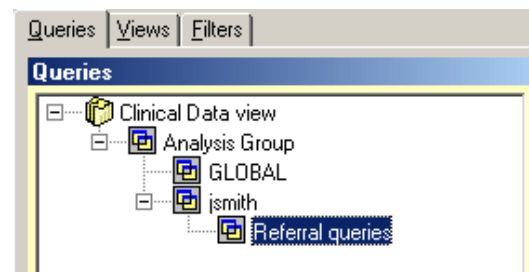 Queries Views Filters
Queries
Clinical Data view
Analysis Group
GLOBAL
jsmith
Referral queries